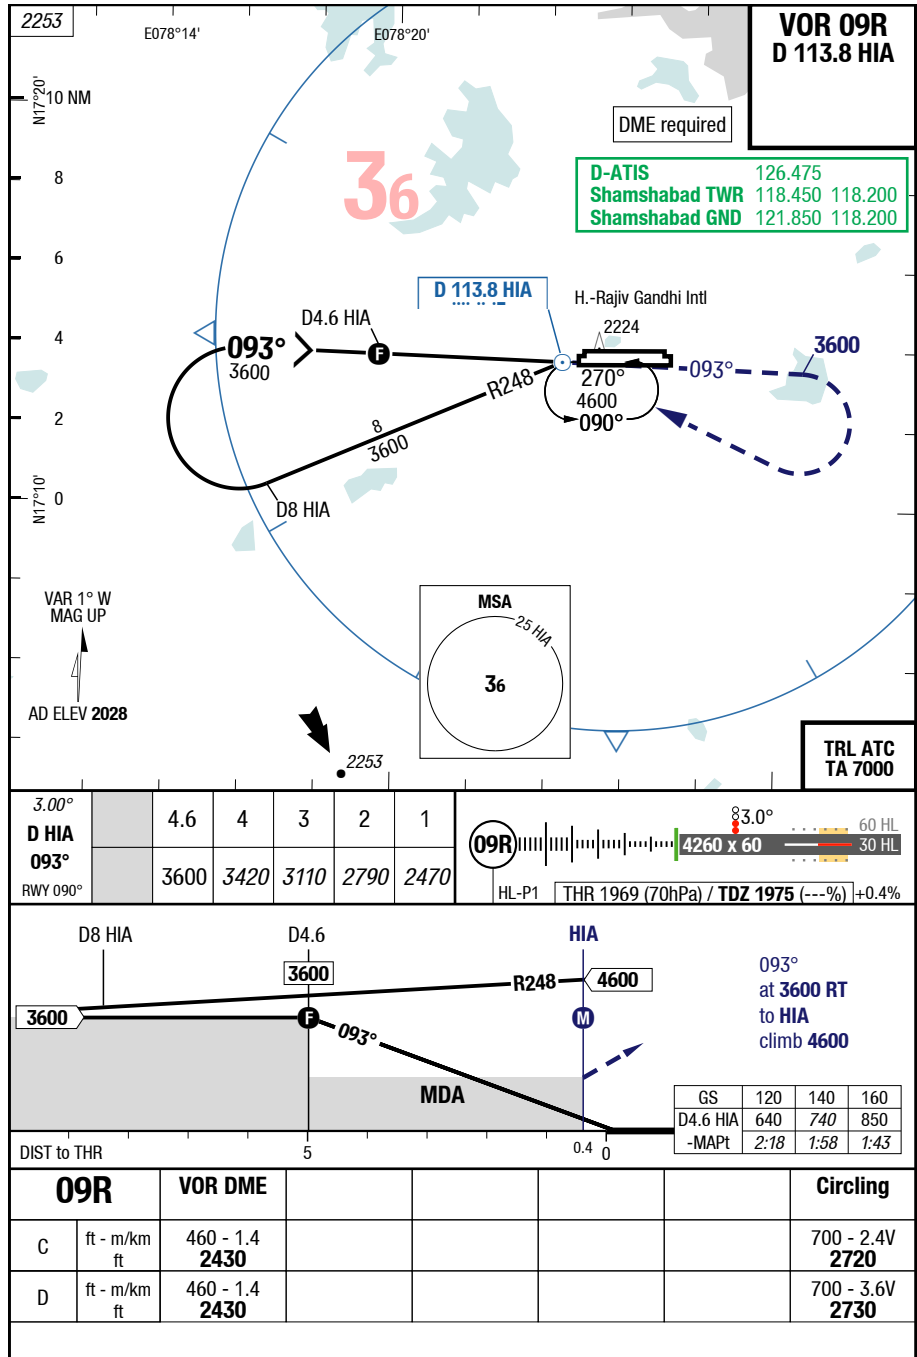 2253
E078°14'
E078°20'
VOR 09R
D 113.8 HIA
N17°20'
10 NM
DME required
D-ATIS 126.475
Shamshabad TWR 118.450 118.200
Shamshabad GND 121.850 118.200
8
36
6
D 113.8 HIA
H.-Rajiv Gandhi Intl
D4.6 HIA
2224
4
093°
3600
F
3600
093°
R248
270°
4600
090°
2
8
3600
N17°10'
0
D8 HIA
VAR 1° W
MAG UP
MSA
25 HIA
36
AD ELEV 2028
2253
TRL ATC
TA 7000
3.00°
D HIA
093°
RWY 090°
4.6 4 3 2 1
3600 3420 3110 2790 2470
09R
3.0°
4260 x 60
60 HL
30 HL
HL-P1
THR 1969 (70hPa) / TDZ 1975 (---%)
+0.4%
D8 HIA
D4.6
HIA
3600
R248
4600
3600
F
093°
M
093°
at 3600 RT
to HIA
climb 4600
MDA
GS 120 140 160
D4.6 HIA 640 740 850
-MAPt 2:18 1:58 1:43
DIST to THR
5
0.4
0
09R VOR DME Circling
C ft - m/km 460 - 1.4 700 - 2.4V
ft 2430 2720
D ft - m/km 460 - 1.4 700 - 3.6V
ft 2430 2730